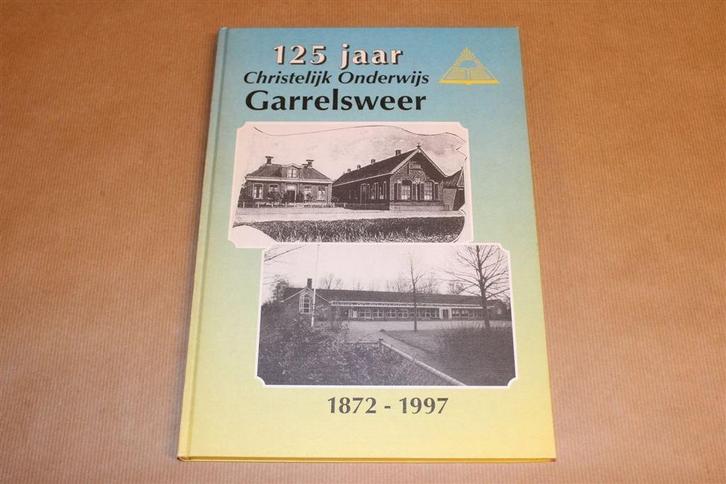 125 jaar
Christelijk Onderwijs
Garrelsweer
1872 - 1997